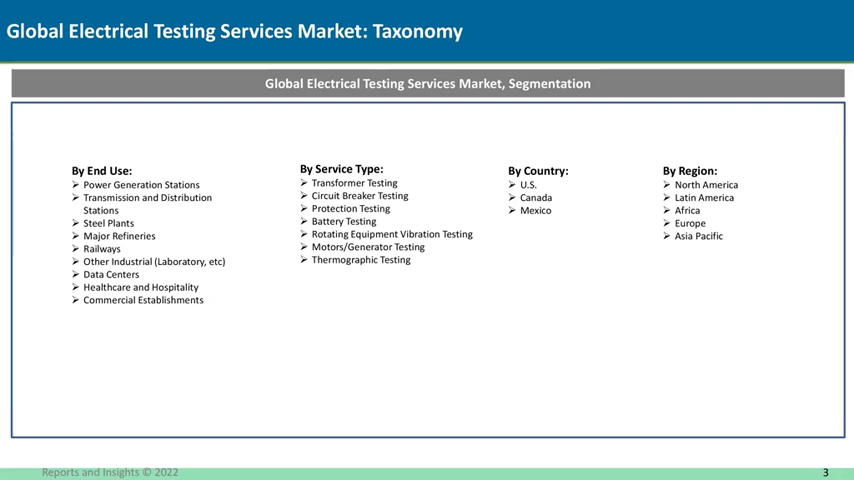 Global Electrical Testing Services Market: Taxonomy
Global Electrical Testing Services Market, Segmentation
By End Use:
➢ Power Generation Stations
➢ Transmission and Distribution
Stations
➢ Steel Plants
➢ Major Refineries
➢ Railways
➢ Other Industrial (Laboratory, etc)
➢ Data Centers
➢ Healthcare and Hospitality
➢ Commercial Establishments
By Service Type:
➢ Transformer Testing
➢ Circuit Breaker Testing
➢ Protection Testing
➢ Battery Testing
➢ Rotating Equipment Vibration Testing
➢ Motors/Generator Testing
➢ Thermographic Testing
By Country:
➢ U.S.
➢ Canada
➢ Mexico
By Region:
➢ North America
➢ Latin America
➢ Africa
➢ Europe
➢ Asia Pacific
Reports and Insights © 2022
3